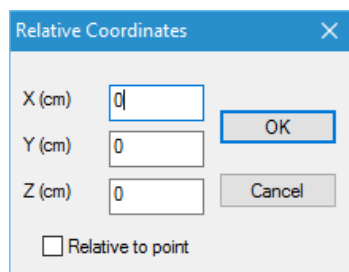 Relative Coordinates
X (cm) 0
OK
Y (cm) 0
Z (cm) 0
Cancel
Relative to point